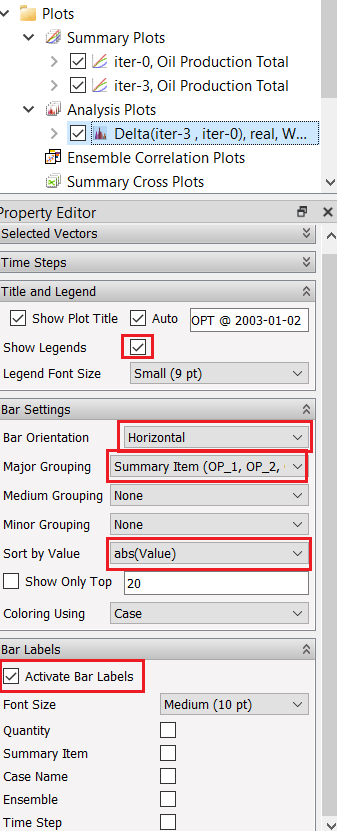 Plots
Summary Plots
iter-0, Oil Production Total
iter-3, Oil Production Total
Analysis Plots
Delta(iter-3 , iter-0), real, W...
Ensemble Correlation Plots
Summary Cross Plots
Property Editor
Selected Vectors
Time Steps
Title and Legend
Show Plot Title Auto OPT @ 2003-01-02
Show Legends
Legend Font Size Small (9 pt)
Bar Settings
Bar Orientation Horizontal
Major Grouping Summary Item (OP_1, OP_2,
Medium Grouping None
Minor Grouping None
Sort by Value abs(Value)
Show Only Top 20
Coloring Using Case
Bar Labels
Activate Bar Labels
Font Size Medium (10 pt)
Quantity
Summary Item
Case Name
Ensemble
Time Step